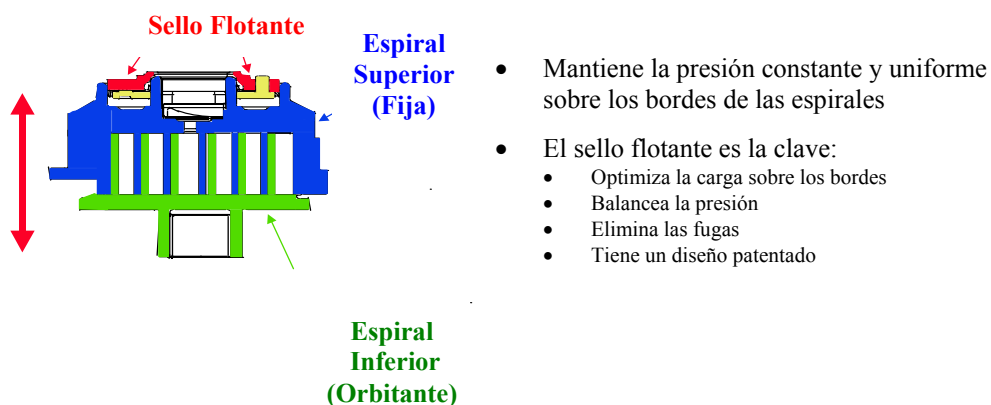 Sello Flotante
Espiral
Superior
(Fija)
• Mantiene la presión constante y uniforme
sobre los bordes de las espirales
• El sello flotante es la clave:
• Optimiza la carga sobre los bordes
• Balancea la presión
• Elimina las fugas
• Tiene un diseño patentado
Espiral
Inferior
(Orbitante)